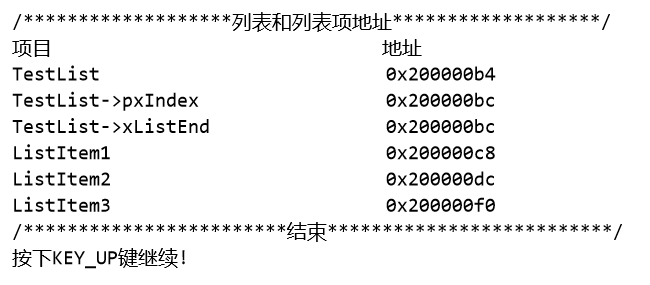 /*******************列表和列表项地址*******************/
项目 地址
TestList 0x200000b4
TestList->pxIndex 0x200000bc
TestList->xListEnd 0x200000bc
ListItem1 0x200000c8
ListItem2 0x200000dc
ListItem3 0x200000f0
/************************结束**************************/
按下KEY_UP键继续!